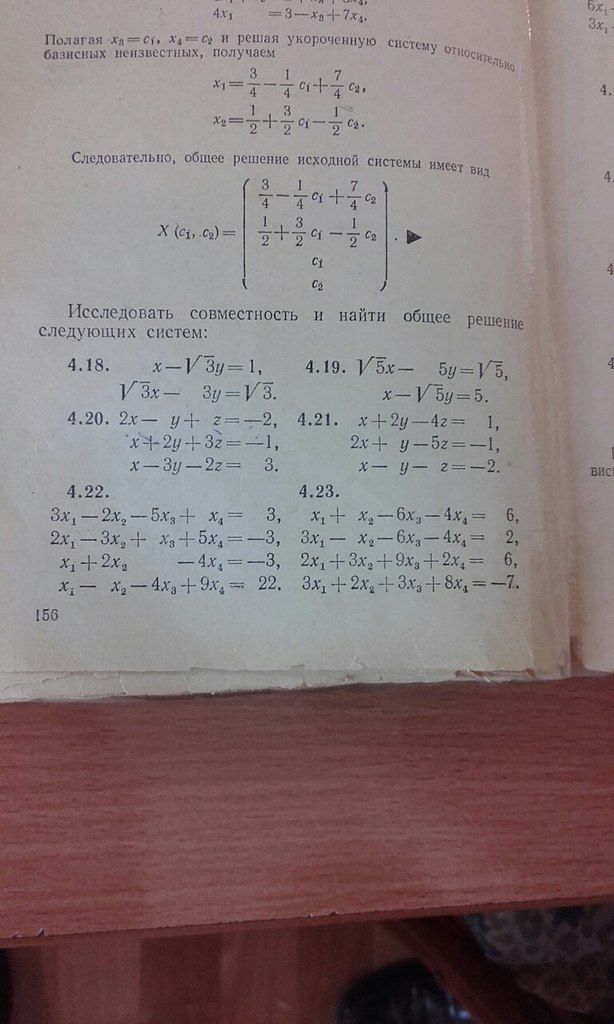 4x₁ = 3 − x₃ + 7x₄.
Полагая x₃ = c₁, x₄ = c₂ и решая укороченную систему относительно
базисных неизвестных, получаем
x₁ = 3/4 − 1/4 c₁ + 7/4 c₂,
x₂ = 1/2 + 3/2 c₁ − 1/2 c₂.
Следовательно, общее решение исходной системы имеет вид
X (c₁, c₂) = ( 3/4 − 1/4 c₁ + 7/4 c₂
1/2 + 3/2 c₁ − 1/2 c₂
c₁
c₂ ) . ▶
Исследовать совместность и найти общее решение
следующих систем:
4.18. x − √3y = 1, 4.19. √5x − 5y = √5,
√3x − 3y = √3. x − √5y = 5.
4.20. 2x − y + z = −2, 4.21. x + 2y − 4z = 1,
x + 2y + 3z = −1, 2x + y − 5z = −1,
x − 3y − 2z = 3. x − y − z = −2.
4.22. 4.23.
3x₁ − 2x₂ − 5x₃ + x₄ = 3, x₁ + x₂ − 6x₃ − 4x₄ = 6,
2x₁ − 3x₂ + x₃ + 5x₄ = −3, 3x₁ − x₂ − 6x₃ − 4x₄ = 2,
x₁ + 2x₂ − 4x₄ = −3, 2x₁ + 3x₂ + 9x₃ + 2x₄ = 6,
x₁ − x₂ − 4x₃ + 9x₄ = 22. 3x₁ + 2x₂ + 3x₃ + 8x₄ = −7.
156